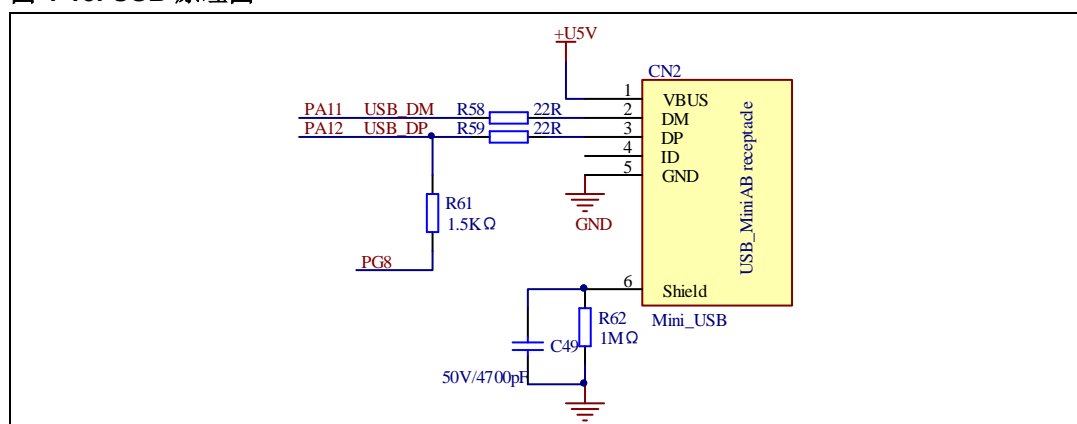 +U5V
CN2
1 VBUS
PA11 USB_DM R58 22R 2 DM
PA12 USB_DP R59 22R 3 DP
4 ID
5 GND
USB_MiniAB receptacle
R61
1.5KΩ
GND
PG8
6 Shield
Mini_USB
R62
1MΩ
C49
50V/4700pF